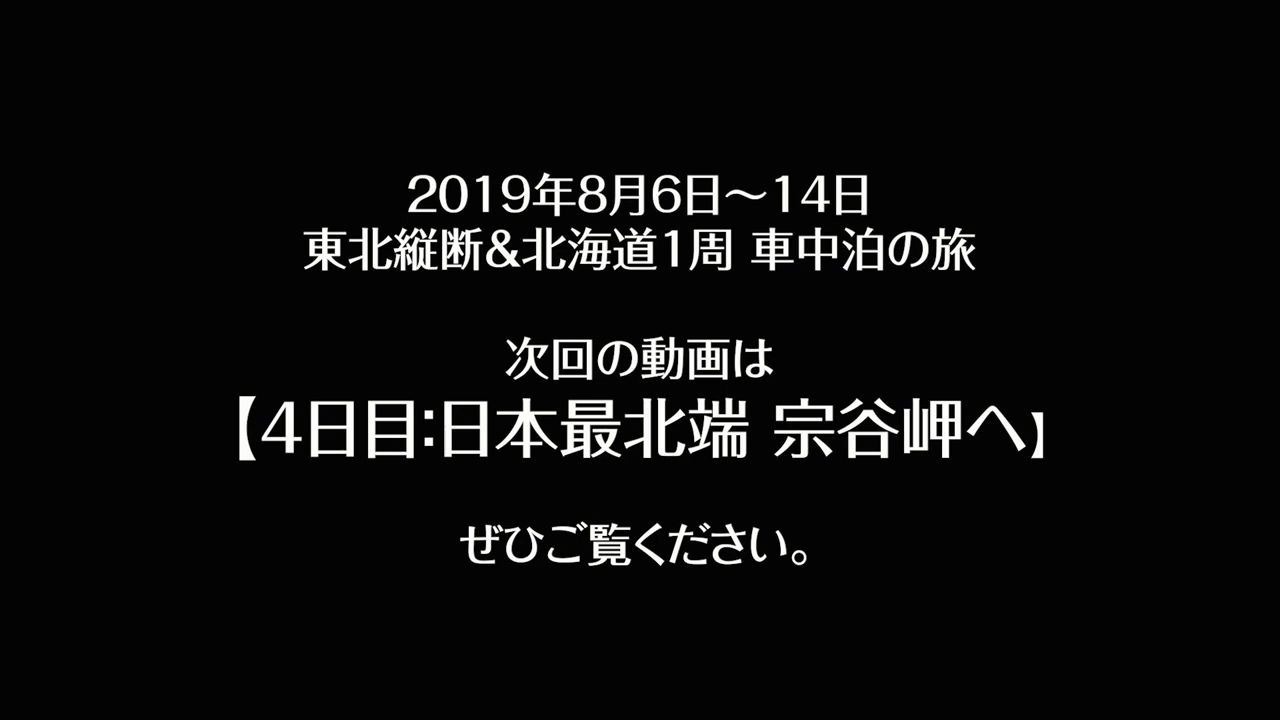 2019年8月6日～14日
東北縦断&北海道1周 車中泊の旅
次回の動画は
【4日目:日本最北端 宗谷岬へ】
ぜひご覧ください。